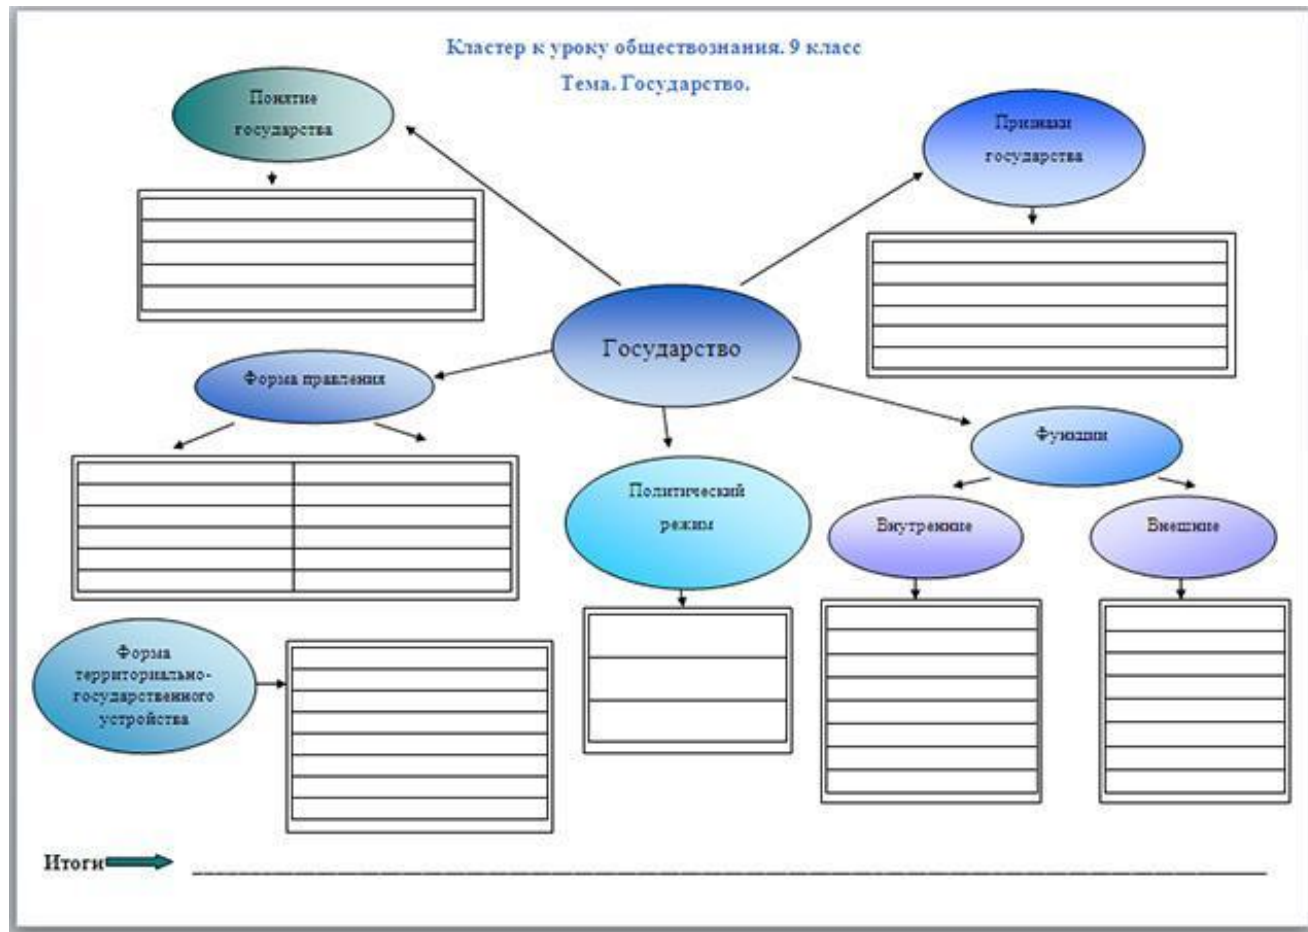 Кластер к уроку обществознания. 9 класс
Тема. Государство.
Понятие
государства
Признаки
государства
Государство
Форма правления
Функции
Политический
режим
Внутренние
Внешние
Форма
территориально-
государственного
устройства
Итоги